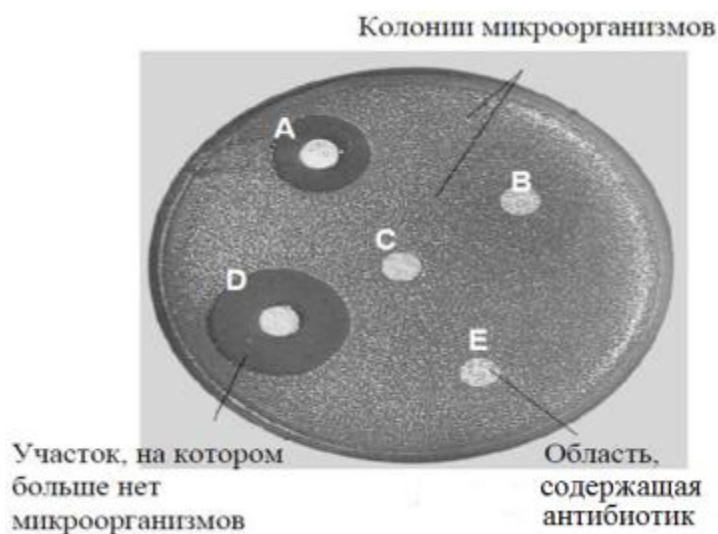 Колонии микроорганизмов
A
B
C
D
E
Участок, на котором
больше нет
микроорганизмов
Область,
содержащая
антибиотик